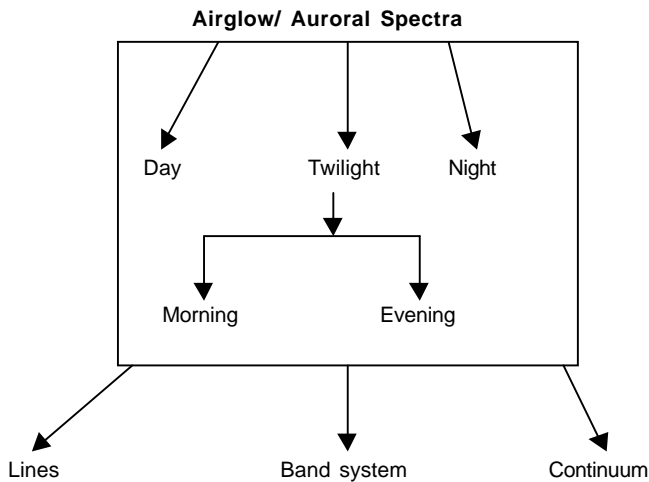 Airglow/ Auroral Spectra
Day Twilight Night
Morning Evening
Lines Band system Continuum